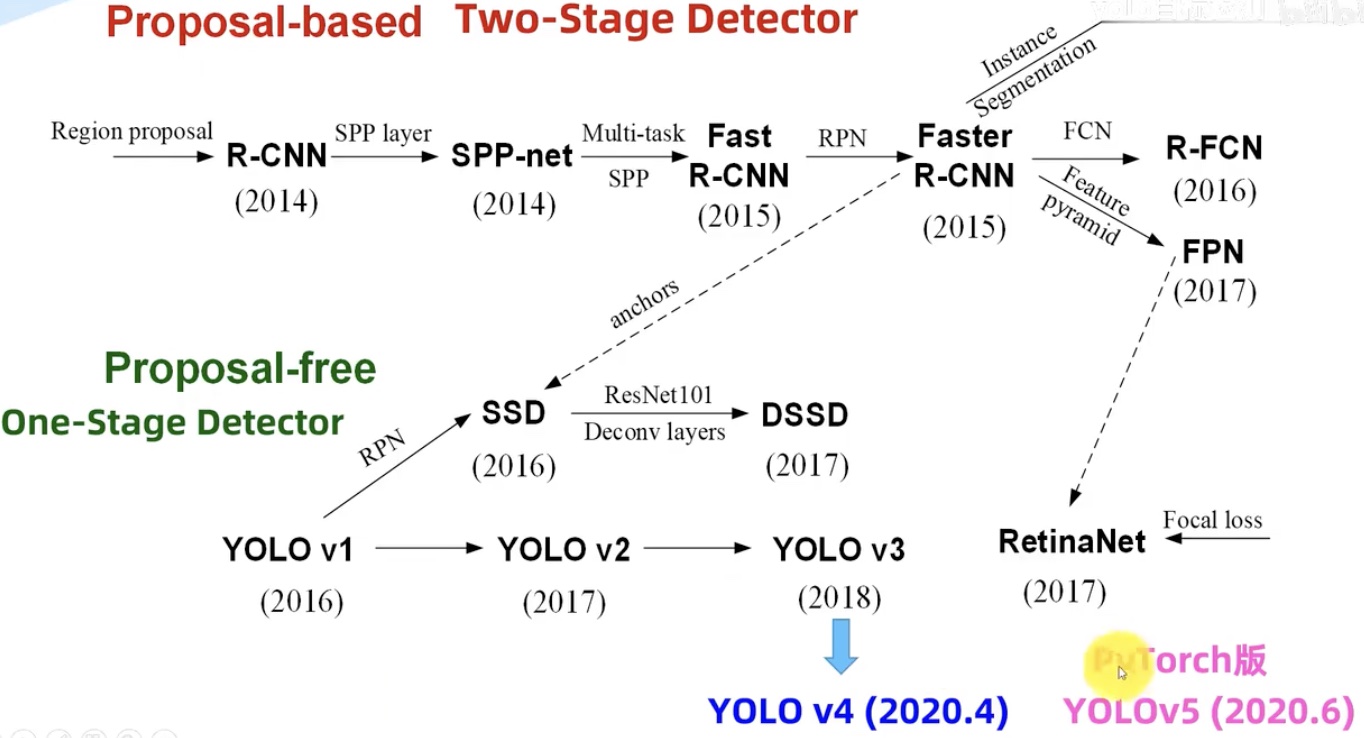 Proposal-based Two-Stage Detector
Instance
Segmentation
Region proposal
R-CNN
(2014)
SPP layer
SPP-net
(2014)
Multi-task
SPP
Fast
R-CNN
(2015)
RPN
Faster
R-CNN
(2015)
FCN
R-FCN
(2016)
Feature
pyramid
FPN
(2017)
anchors
Proposal-free
One-Stage Detector
RPN
SSD
(2016)
ResNet101
Deconv layers
DSSD
(2017)
YOLO v1
(2016)
YOLO v2
(2017)
YOLO v3
(2018)
RetinaNet
(2017)
Focal loss
YOLO v4 (2020.4)
PyTorch版
YOLOv5 (2020.6)